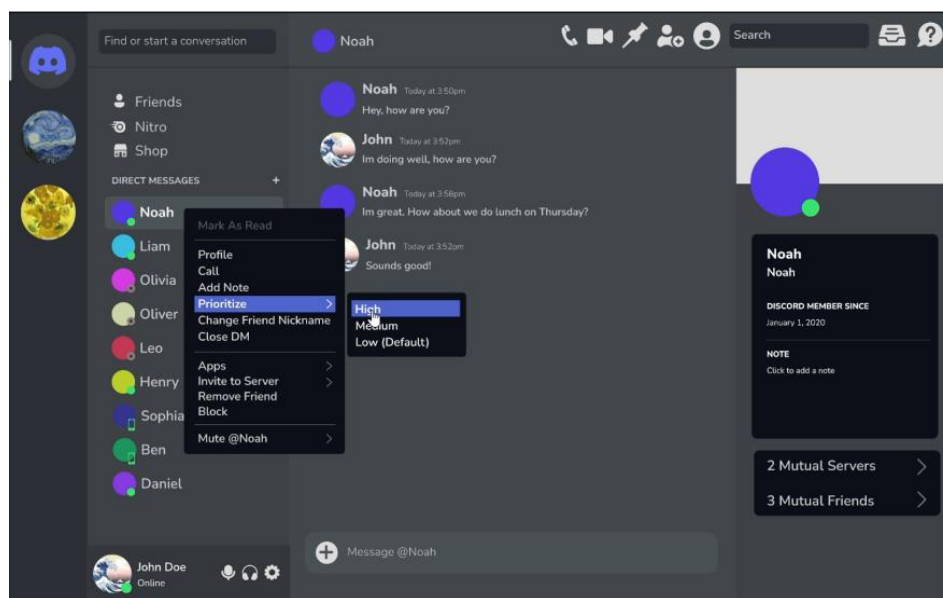 Find or start a conversation
Noah
Search
Friends
Nitro
Shop
DIRECT MESSAGES +
Noah
Liam
Olivia
Oliver
Leo
Henry
Sophia
Ben
Daniel
John Doe
Online
Mark As Read
Profile
Call
Add Note
Prioritize >
Change Friend Nickname
Close DM
Apps >
Invite to Server >
Remove Friend
Block
Mute @Noah >
High
Medium
Low (Default)
Noah Today at 3:50pm
Hey, how are you?
John Today at 3:52pm
Im doing well, how are you?
Noah Today at 3:58pm
Im great. How about we do lunch on Thursday?
John Today at 3:52pm
Sounds good!
Message @Noah
Noah
Noah
DISCORD MEMBER SINCE
January 1, 2020
NOTE
Click to add a note
2 Mutual Servers >
3 Mutual Friends >